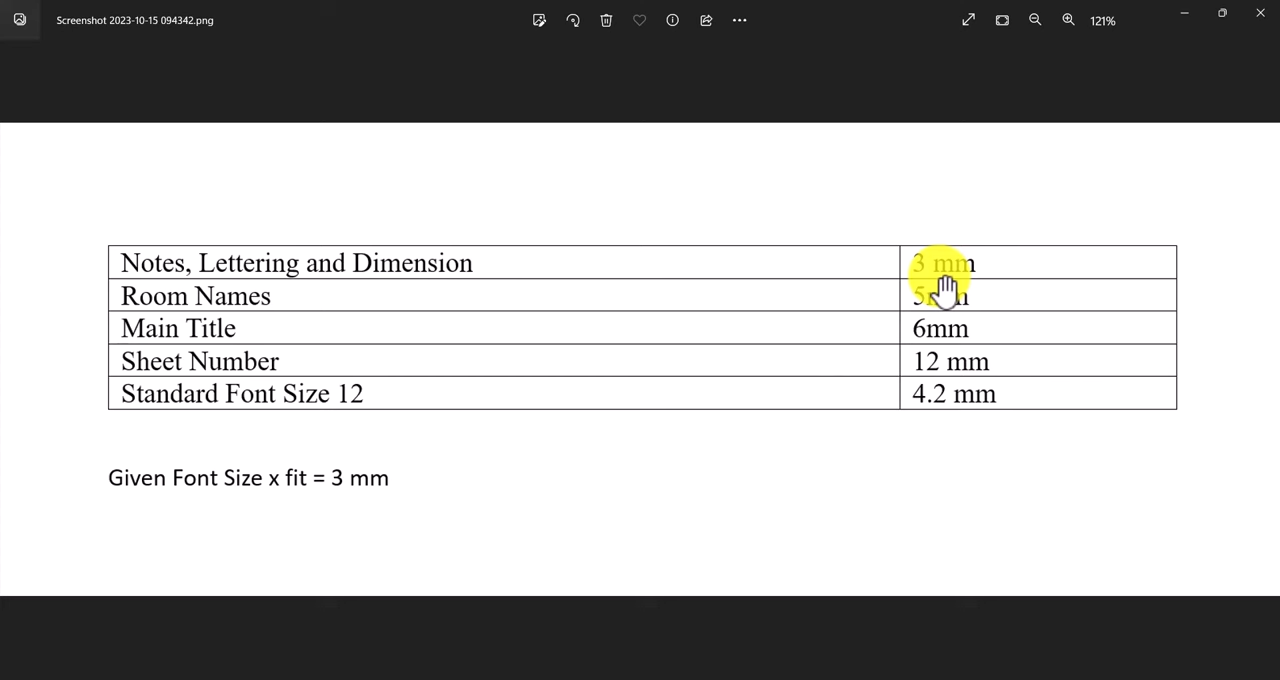 Screenshot 2023-10-15 094342.png
121%
Notes, Lettering and Dimension 3 mm
Room Names 5mm
Main Title 6mm
Sheet Number 12 mm
Standard Font Size 12 4.2 mm
Given Font Size x fit = 3 mm